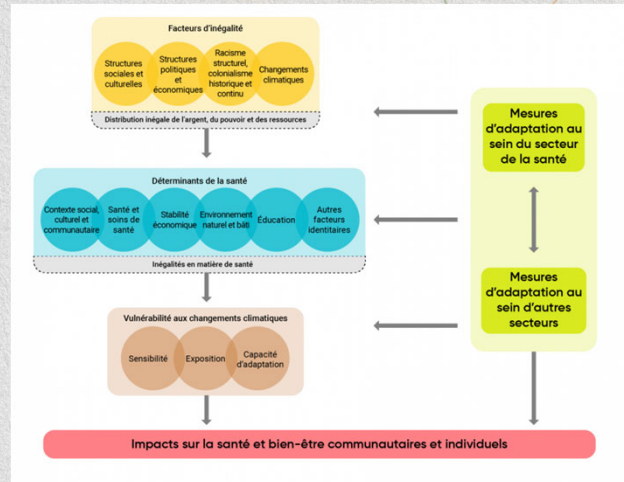 Facteurs d'inégalité
Structures
sociales et
culturelles
Structures
politiques
et
économiques
Racisme
structurel,
colonialisme
historique et
continu
Changements
climatiques
Distribution inégale de l'argent, du pouvoir et des ressources
Déterminants de la santé
Contexte social,
culturel et
communautaire
Santé et
soins de
santé
Stabilité
économique
Environnement
naturel et bâti
Éducation
Autres
facteurs
identitaires
Inégalités en matière de santé
Vulnérabilité aux changements climatiques
Sensibilité
Exposition
Capacité
d'adaptation
Mesures
d'adaptation au
sein du secteur
de la santé
Mesures
d'adaptation au
sein d'autres
secteurs
Impacts sur la santé et bien-être communautaires et individuels